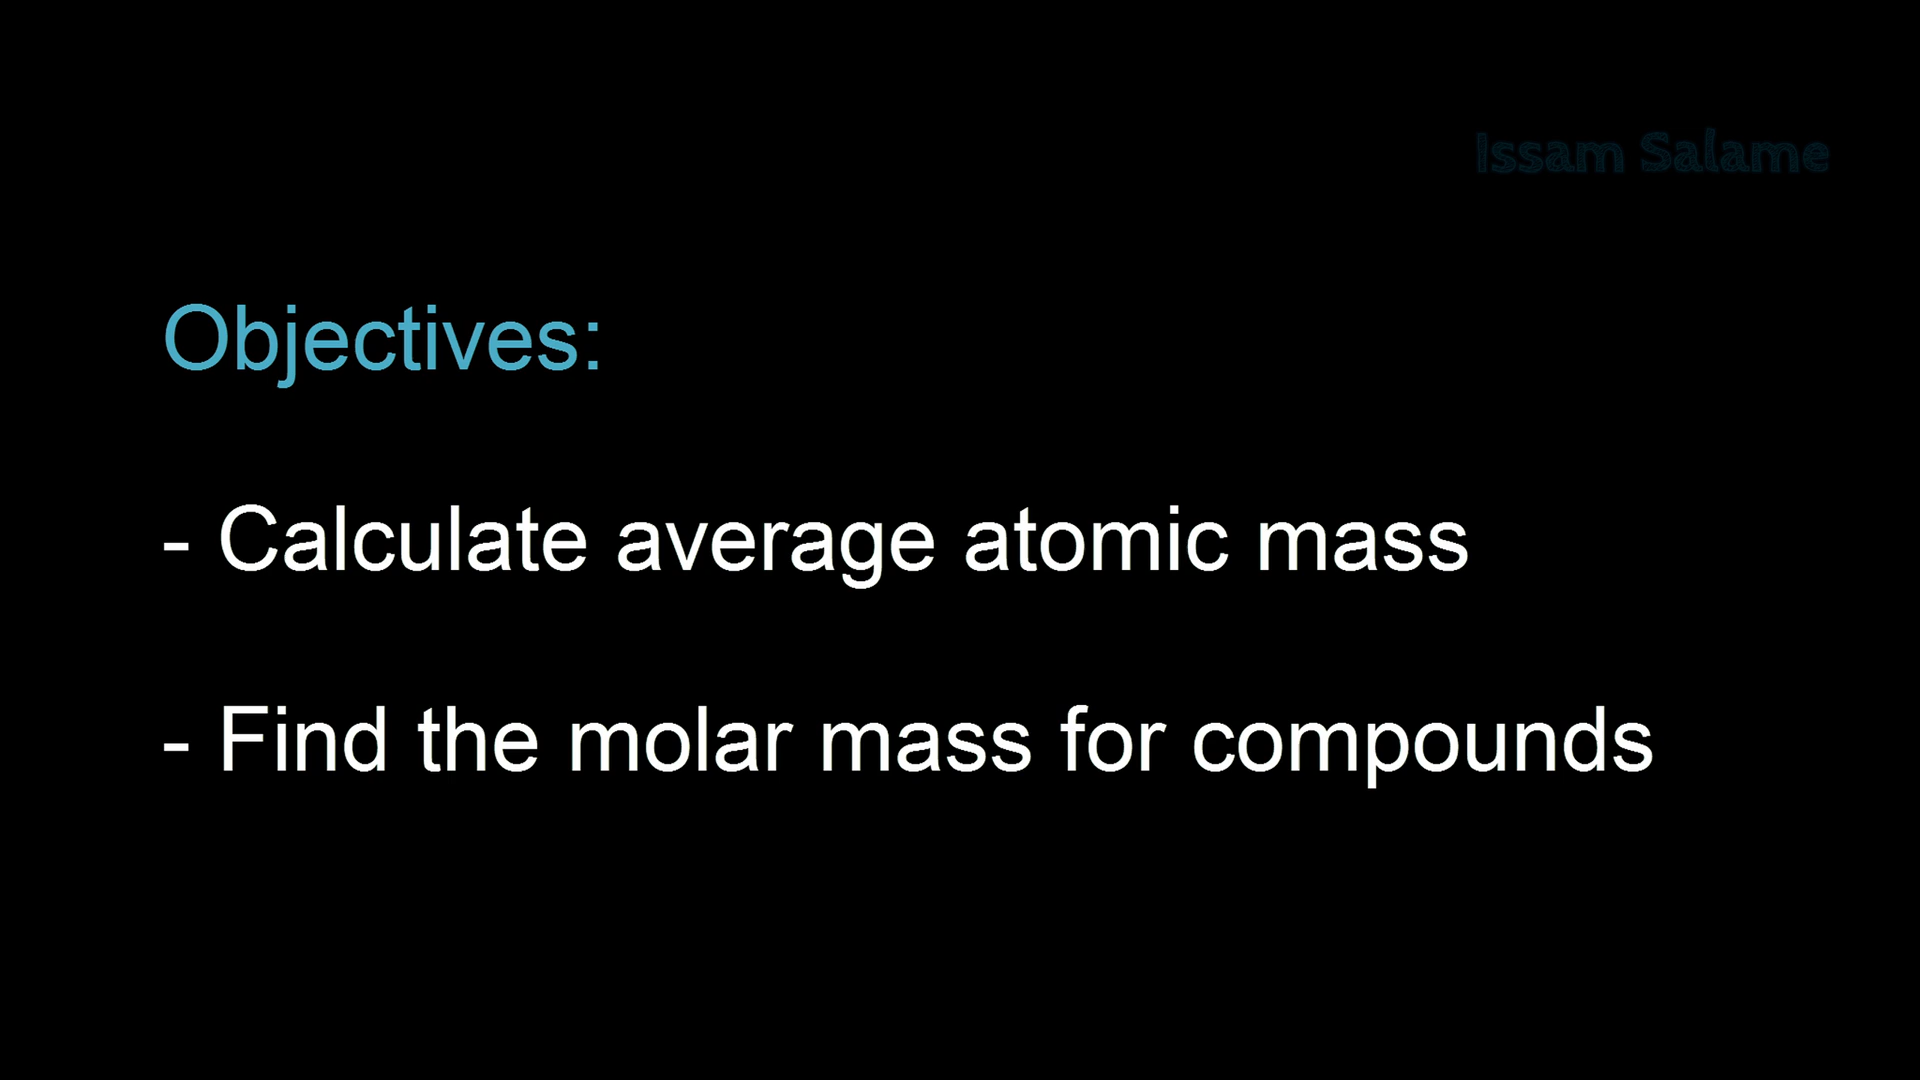 Issam Salame
Objectives:
- Calculate average atomic mass
- Find the molar mass for compounds